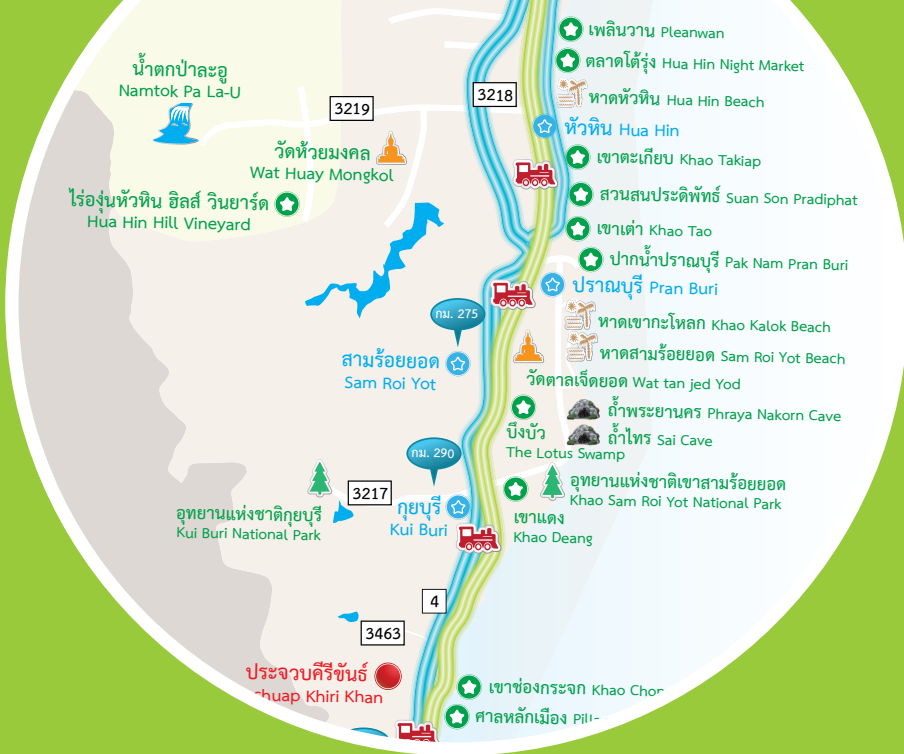 เพลินวาน Pleanwan
ตลาดโต้รุ่ง Hua Hin Night Market
น้ำตกป่าละอู
Namtok Pa La-U
3219
3218
หาดหัวหิน Hua Hin Beach
หัวหิน Hua Hin
วัดห้วยมงคล
Wat Huay Mongkol
เขาตะเกียบ Khao Takiap
ไร่องุ่นหัวหิน ฮิลล์ วินยาร์ด
Hua Hin Hill Vineyard
สวนสนประดิพัทธ์ Suan Son Pradiphat
เขาเต่า Khao Tao
ปากน้ำปราณบุรี Pak Nam Pran Buri
ปราณบุรี Pran Buri
กม. 275
หาดเขากะโหลก Khao Kalok Beach
สามร้อยยอด
Sam Roi Yot
หาดสามร้อยยอด Sam Roi Yot Beach
วัดตาลเจ็ดยอด Wat tan jed Yod
ถ้ำพระยานคร Phraya Nakorn Cave
บึงบัว
The Lotus Swamp
ถ้ำไทร Sai Cave
กม. 290
อุทยานแห่งชาติเขาสามร้อยยอด
Khao Sam Roi Yot National Park
3217
อุทยานแห่งชาติกุยบุรี
Kui Buri National Park
กุยบุรี
Kui Buri
เขาแดง
Khao Deang
4
3463
ประจวบคีรีขันธ์
chuap Khiri Khan
เขาช่องกระจก Khao Chon
ศาลหลักเมือง Pill